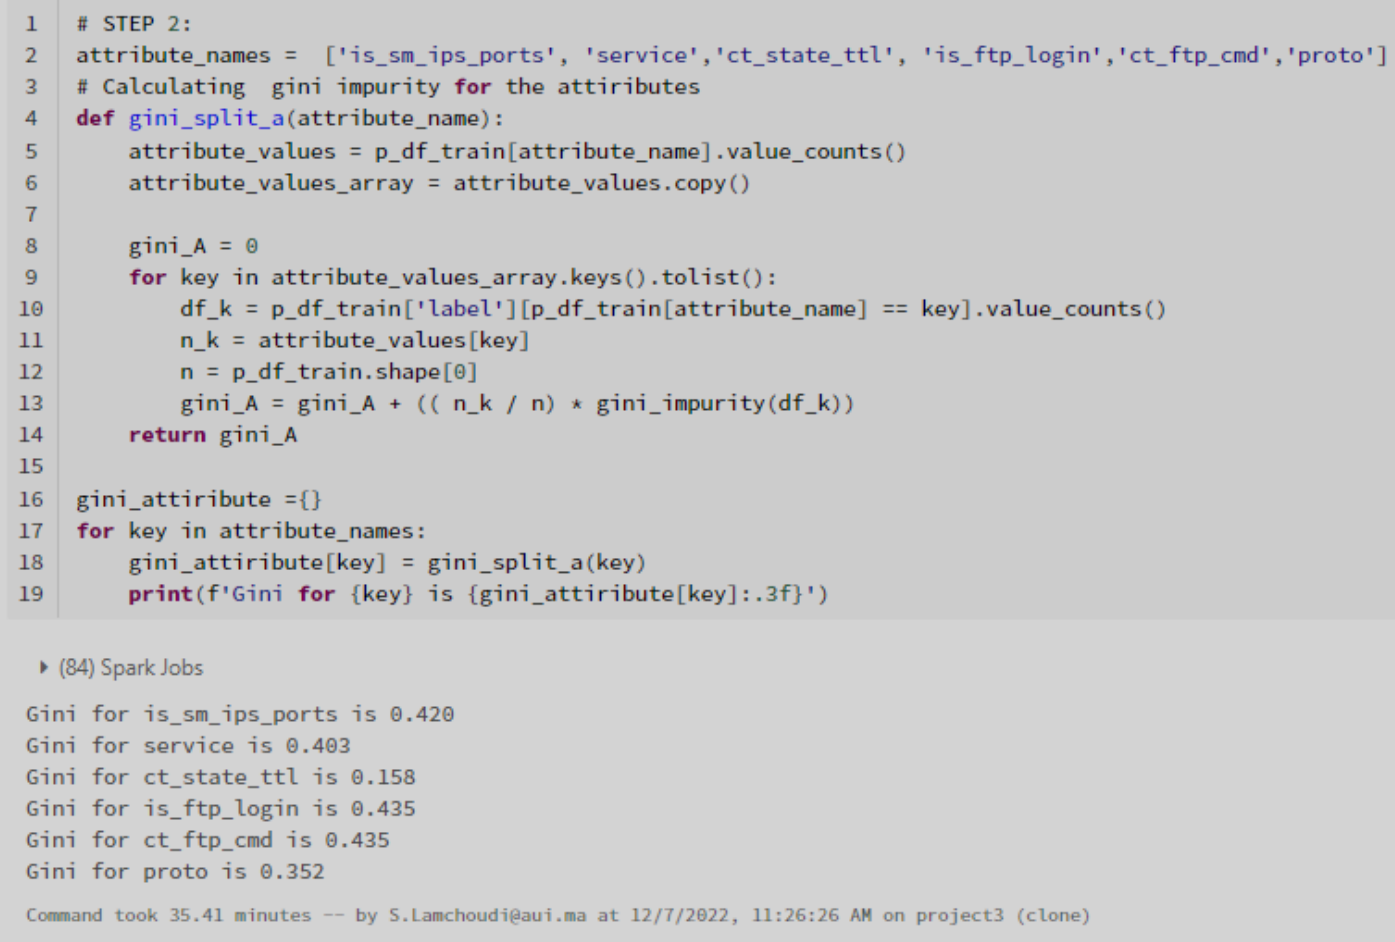 1 # STEP 2:
2 attribute_names =  ['is_sm_ips_ports', 'service','ct_state_ttl', 'is_ftp_login','ct_ftp_cmd','proto']
3 # Calculating  gini impurity for the attiributes
4 def gini_split_a(attribute_name):
5     attribute_values = p_df_train[attribute_name].value_counts()
6     attribute_values_array = attribute_values.copy()
7
8     gini_A = 0
9     for key in attribute_values_array.keys().tolist():
10         df_k = p_df_train['label'][p_df_train[attribute_name] == key].value_counts()
11         n_k = attribute_values[key]
12         n = p_df_train.shape[0]
13         gini_A = gini_A + (( n_k / n) * gini_impurity(df_k))
14     return gini_A
15
16 gini_attiribute ={}
17 for key in attribute_names:
18     gini_attiribute[key] = gini_split_a(key)
19     print(f'Gini for {key} is {gini_attiribute[key]:.3f}')
(84) Spark Jobs
Gini for is_sm_ips_ports is 0.420
Gini for service is 0.403
Gini for ct_state_ttl is 0.158
Gini for is_ftp_login is 0.435
Gini for ct_ftp_cmd is 0.435
Gini for proto is 0.352
Command took 35.41 minutes -- by S.Lamchoudi@aui.ma at 12/7/2022, 11:26:26 AM on project3 (clone)